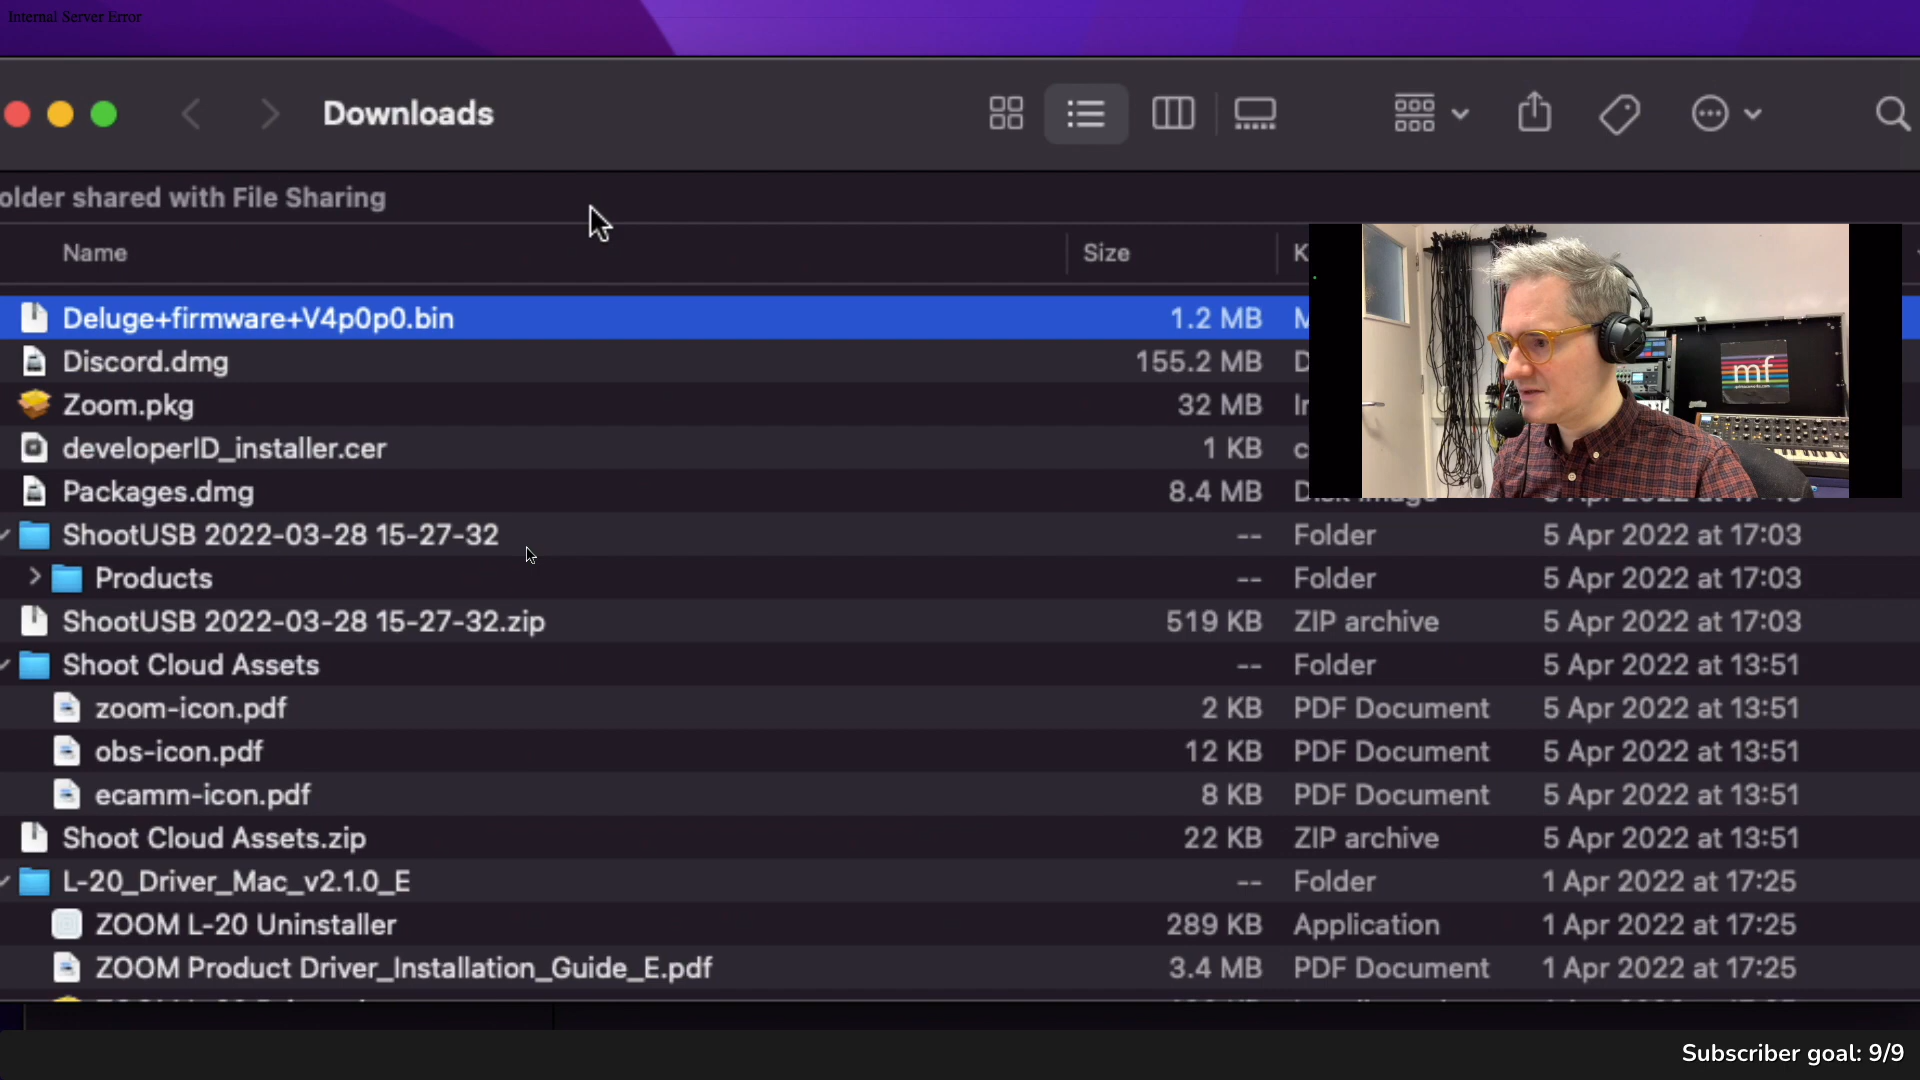 Internal Server Error
Downloads
older shared with File Sharing
Name Size K
Deluge+firmware+V4p0p0.bin 1.2 MB M
Discord.dmg 155.2 MB D
Zoom.pkg 32 MB In
developerID_installer.cer 1 KB c
Packages.dmg 8.4 MB Disk Image
ShootUSB 2022-03-28 15-27-32 -- Folder 5 Apr 2022 at 17:03
Products -- Folder 5 Apr 2022 at 17:03
ShootUSB 2022-03-28 15-27-32.zip 519 KB ZIP archive 5 Apr 2022 at 17:03
Shoot Cloud Assets -- Folder 5 Apr 2022 at 13:51
zoom-icon.pdf 2 KB PDF Document 5 Apr 2022 at 13:51
obs-icon.pdf 12 KB PDF Document 5 Apr 2022 at 13:51
ecamm-icon.pdf 8 KB PDF Document 5 Apr 2022 at 13:51
Shoot Cloud Assets.zip 22 KB ZIP archive 5 Apr 2022 at 13:51
L-20_Driver_Mac_v2.1.0_E -- Folder 1 Apr 2022 at 17:25
ZOOM L-20 Uninstaller 289 KB Application 1 Apr 2022 at 17:25
ZOOM Product Driver_Installation_Guide_E.pdf 3.4 MB PDF Document 1 Apr 2022 at 17:25
mf
Subscriber goal: 9/9